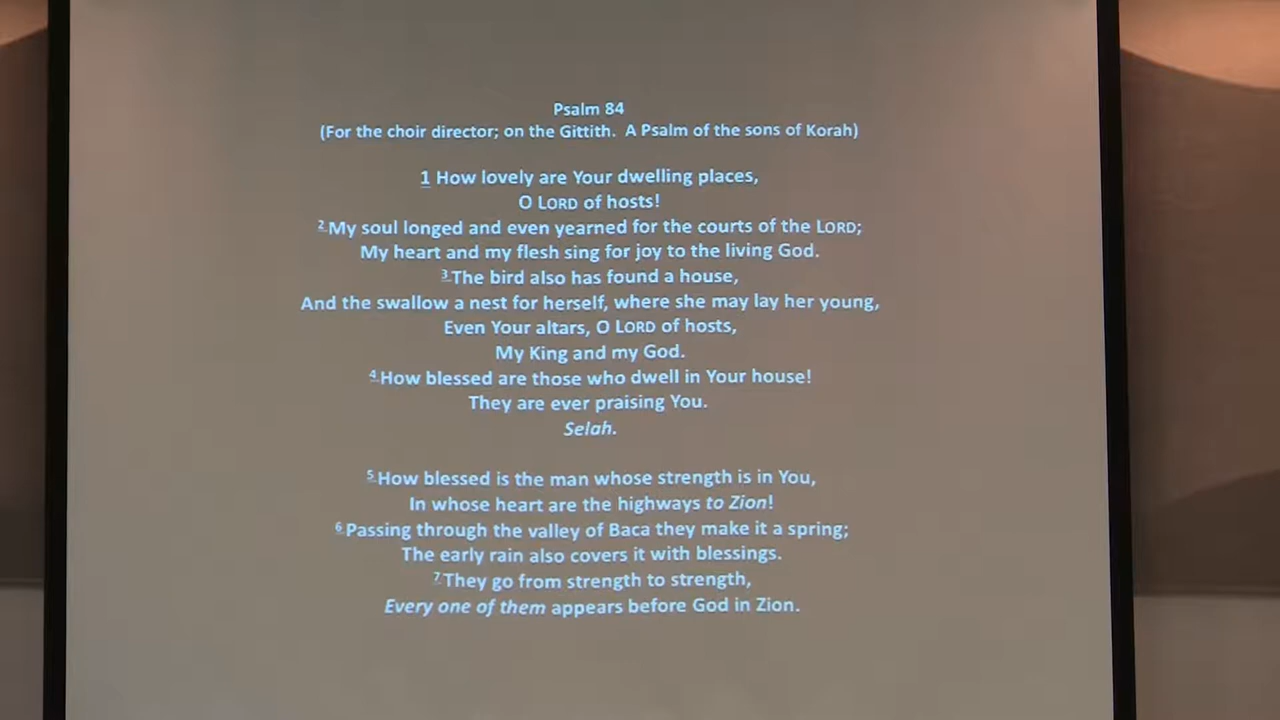 Psalm 84
(For the choir director; on the Gittith. A Psalm of the sons of Korah)
1 How lovely are Your dwelling places,
O LORD of hosts!
2 My soul longed and even yearned for the courts of the LORD;
My heart and my flesh sing for joy to the living God.
3 The bird also has found a house,
And the swallow a nest for herself, where she may lay her young,
Even Your altars, O LORD of hosts,
My King and my God.
4 How blessed are those who dwell in Your house!
They are ever praising You.
Selah.
5 How blessed is the man whose strength is in You,
In whose heart are the highways to Zion!
6 Passing through the valley of Baca they make it a spring;
The early rain also covers it with blessings.
7 They go from strength to strength,
Every one of them appears before God in Zion.